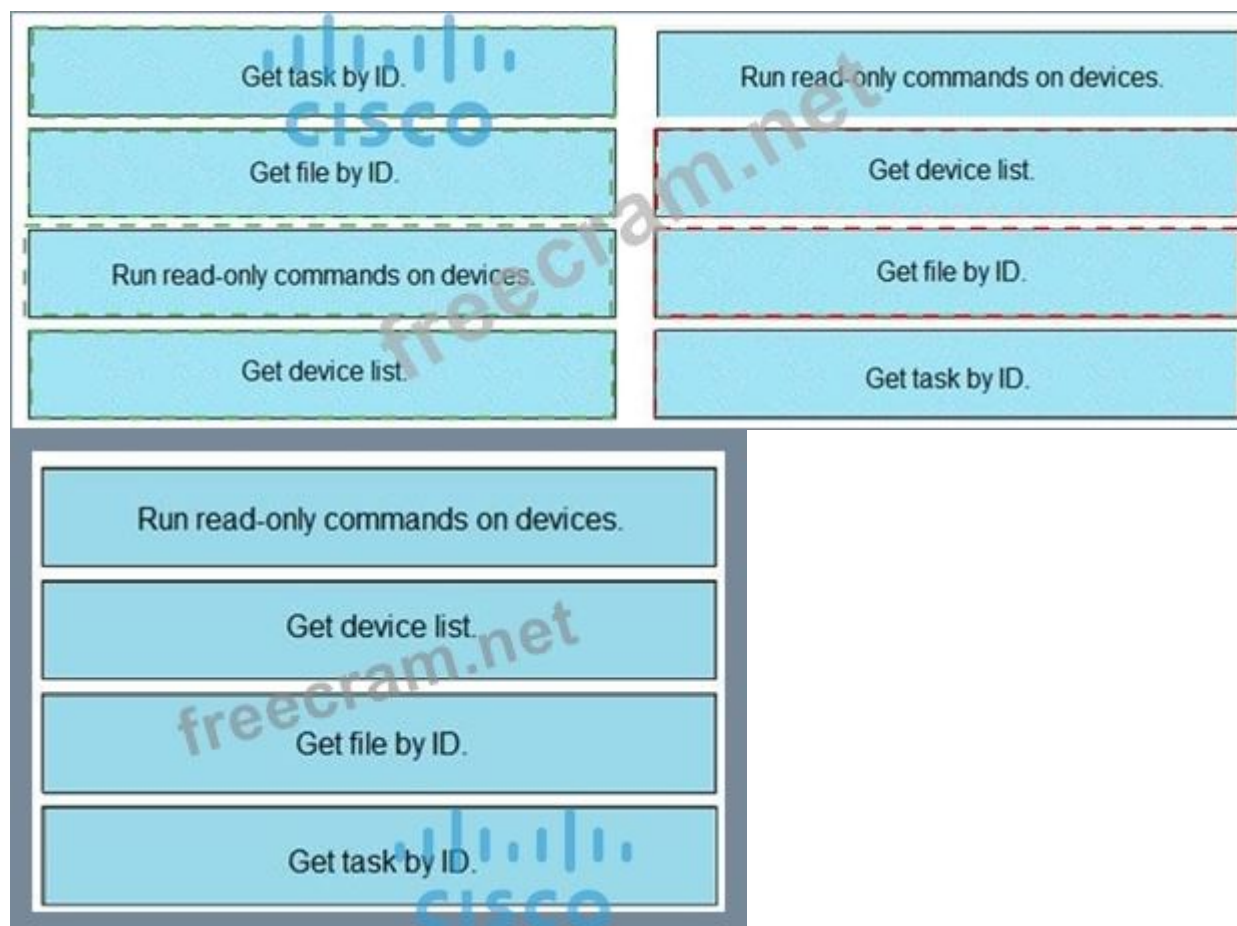 Get task by ID.
CISCO
Get file by ID.
Run read-only commands on devices.
Get device list.
Run read-only commands on devices.
Get device list.
Get file by ID.
Get task by ID.
freecram.net
Run read-only commands on devices.
Get device list.
freecram.net
Get file by ID.
Get task by ID.
CISCO